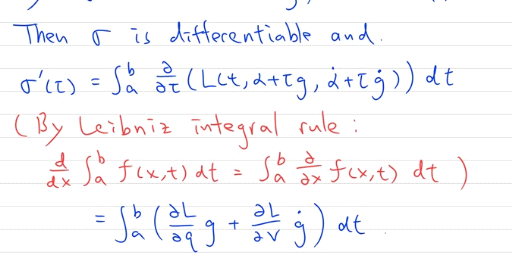 Then σ is differentiable and.
σ'(τ) = ∫ₐᵇ ∂/∂τ (L(t, α+τg, α̇+τġ)) dt
(By Leibniz integral rule:
d/dx ∫ₐᵇ f(x,t) dt = ∫ₐᵇ ∂/∂x f(x,t) dt)
= ∫ₐᵇ (∂L/∂q g + ∂L/∂v ġ) dt.